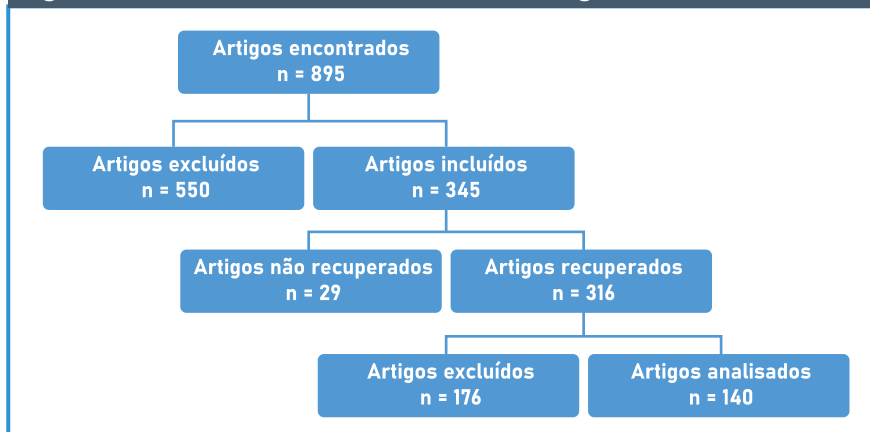 Artigos encontrados
n = 895
Artigos excluídos
n = 550
Artigos incluídos
n = 345
Artigos não recuperados
n = 29
Artigos recuperados
n = 316
Artigos excluídos
n = 176
Artigos analisados
n = 140